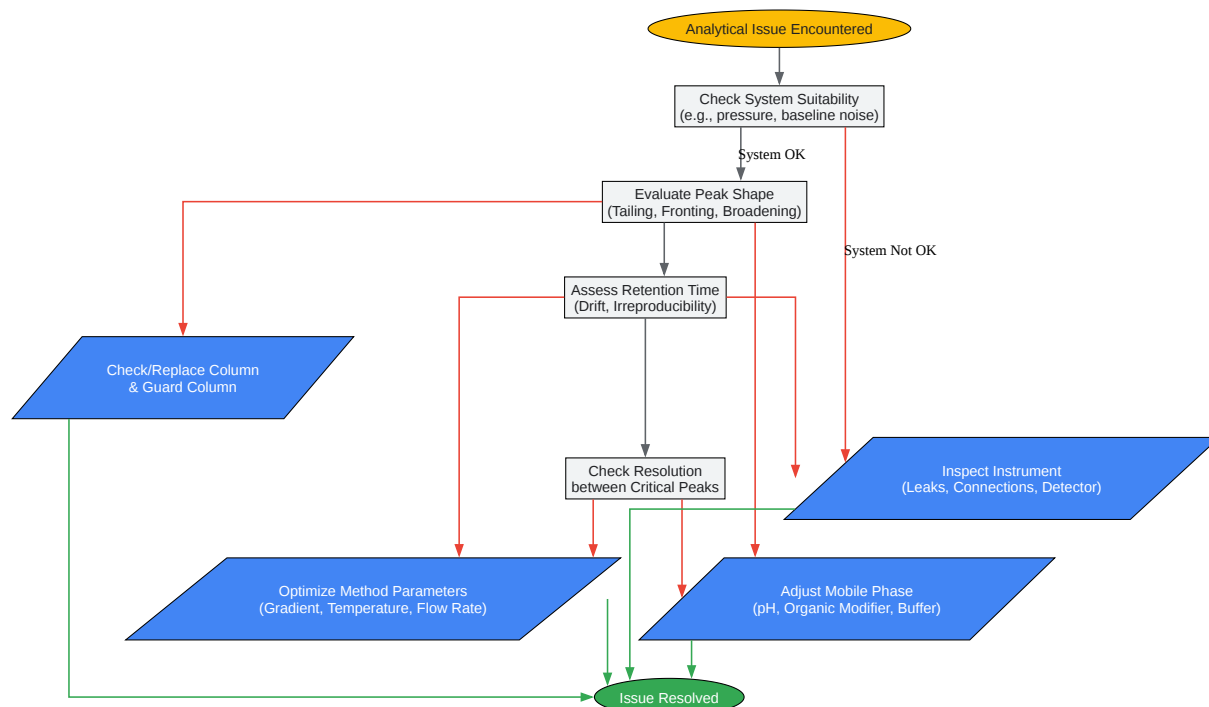 Analytical Issue Encountered
Check System Suitability
(e.g., pressure, baseline noise)
System OK
Evaluate Peak Shape
(Tailing, Fronting, Broadening)
System Not OK
Assess Retention Time
(Drift, Irreproducibility)
Check/Replace Column
& Guard Column
Check Resolution
between Critical Peaks
Inspect Instrument
(Leaks, Connections, Detector)
Optimize Method Parameters
(Gradient, Temperature, Flow Rate)
Adjust Mobile Phase
(pH, Organic Modifier, Buffer)
Issue Resolved